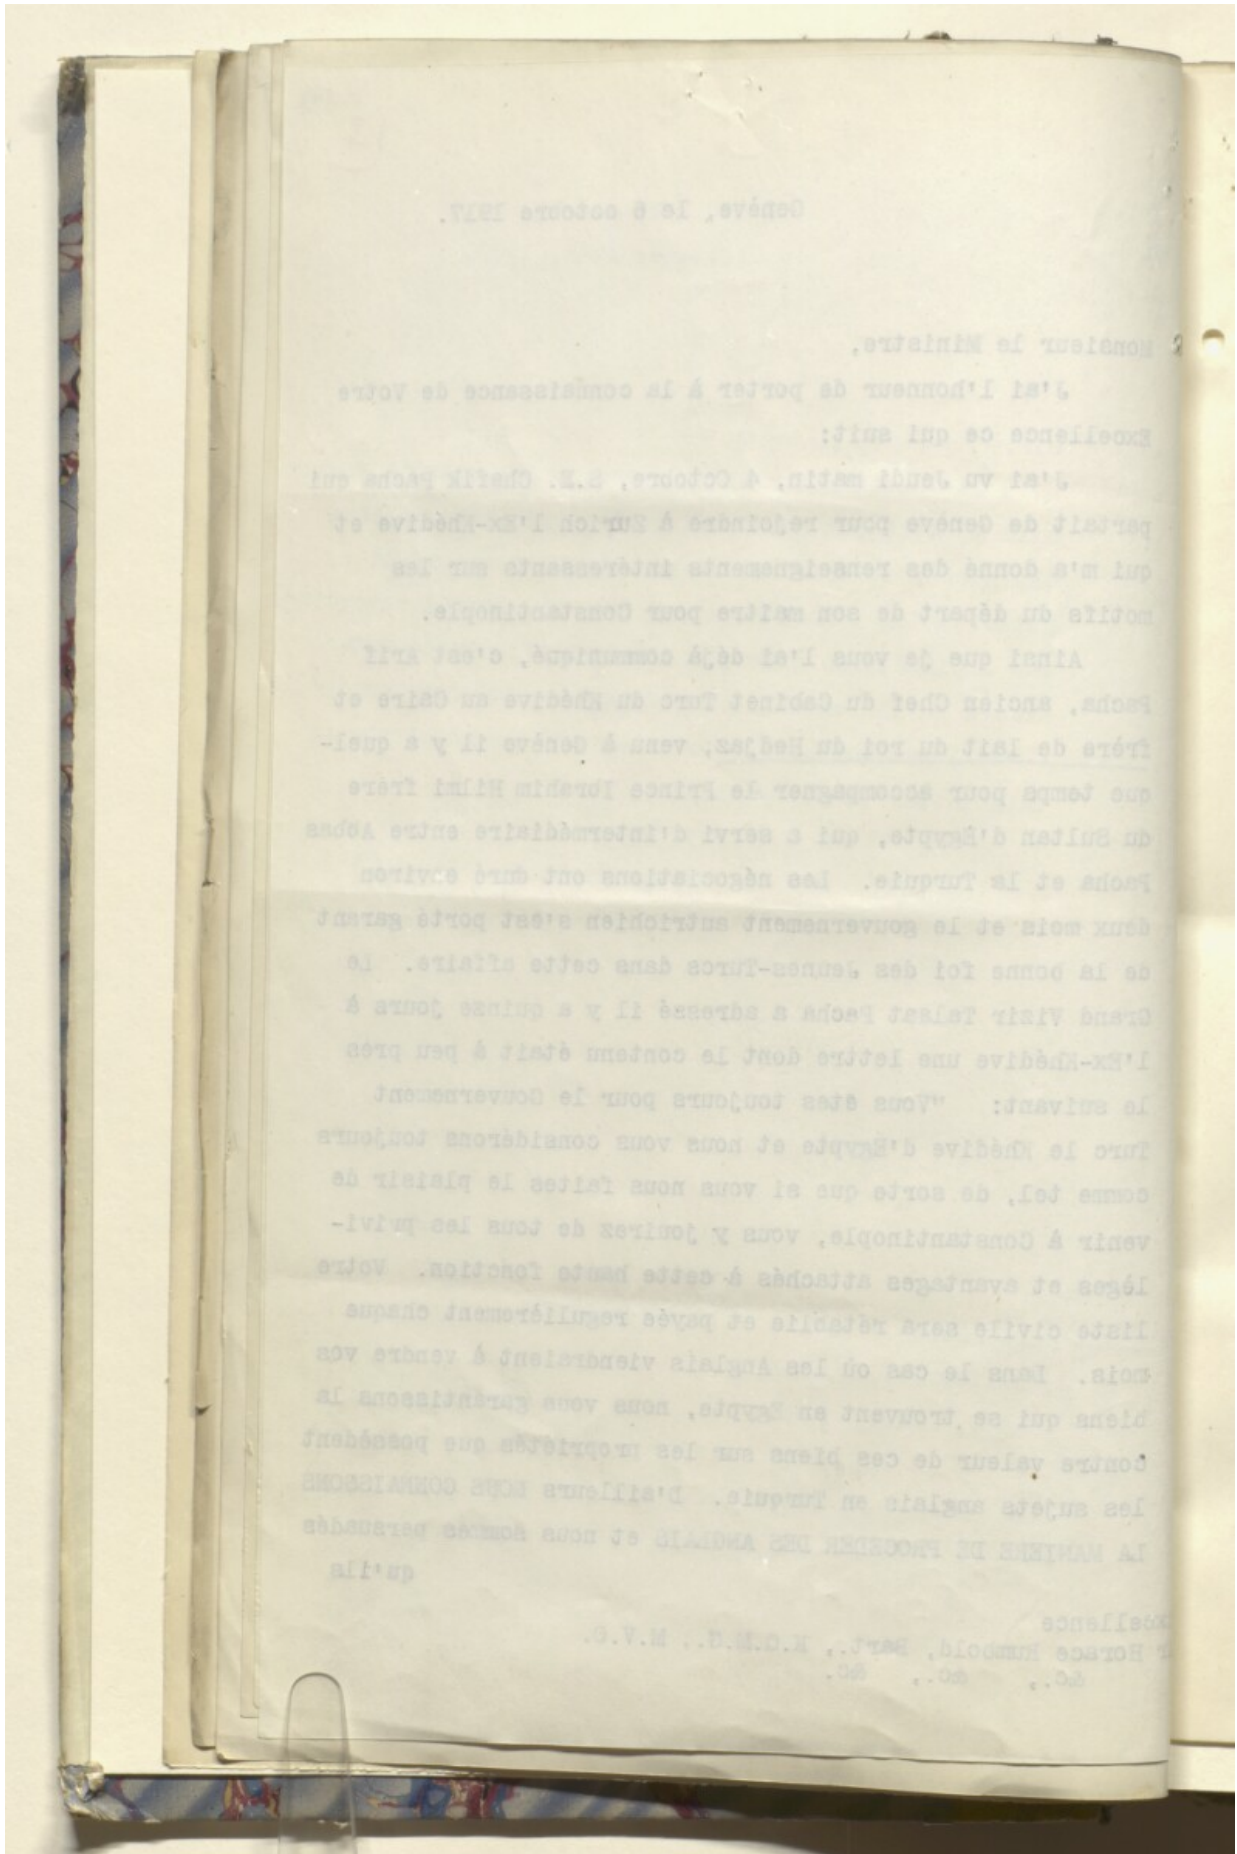 Genève, le 6 octobre 1917.
Monsieur le Ministre,
J'ai l'honneur de porter à la connaissance de Votre
Excellence ce qui suit:
J'ai vu Jeudi matin, 4 Octobre, S.E. Chafik Pacha qui
partait de Genève pour rejoindre à Zurich l'Ex-Khédive et
qui m'a donné des renseignements intéressants sur les
motifs du départ de son maître pour Constantinople.
Ainsi que je vous l'ai déjà communiqué, c'est Arif
Pacha, ancien Chef du Cabinet Turc du Khédive au Caire et
frère de lait du roi du Hedjaz, venu à Genève il y a quel-
que temps pour accompagner le Prince Ibrahim Hilmi frère
du Sultan d'Egypte, qui a servi d'intermédiaire entre Abbas
Pacha et la Turquie. Les négociations ont duré environ
deux mois et le gouvernement autrichien s'est porté garant
de la bonne foi des Jeunes-Turcs dans cette affaire. Le
Grand Vizir Talaat Pacha a adressé il y a quinze jours à
l'Ex-Khédive une lettre dont le contenu était à peu près
le suivant: "Vous êtes toujours pour le Gouvernement
Turc le Khédive d'Egypte et nous vous considérons toujours
comme tel, de sorte que si vous nous faites le plaisir de
venir à Constantinople, vous y jouirez de tous les privi-
lèges et avantages attachés à cette haute fonction. Votre
liste civile sera rétablie et payée regulièrement chaque
mois. Dans le cas où les Anglais viendraient à vendre vos
biens qui se trouvent en Egypte, nous vous garantissons la
contre valeur de ces biens sur les propriétés que possèdent
les sujets anglais en Turquie. D'ailleurs NOUS CONNAISSONS
LA MANIERE DE PROCEDER DES ANGLAIS et nous sommes persuadés
qu'ils
Excellence
Horace Rumbold, Bart., K.C.M.G., M.V.O.
&c., &c., &c.